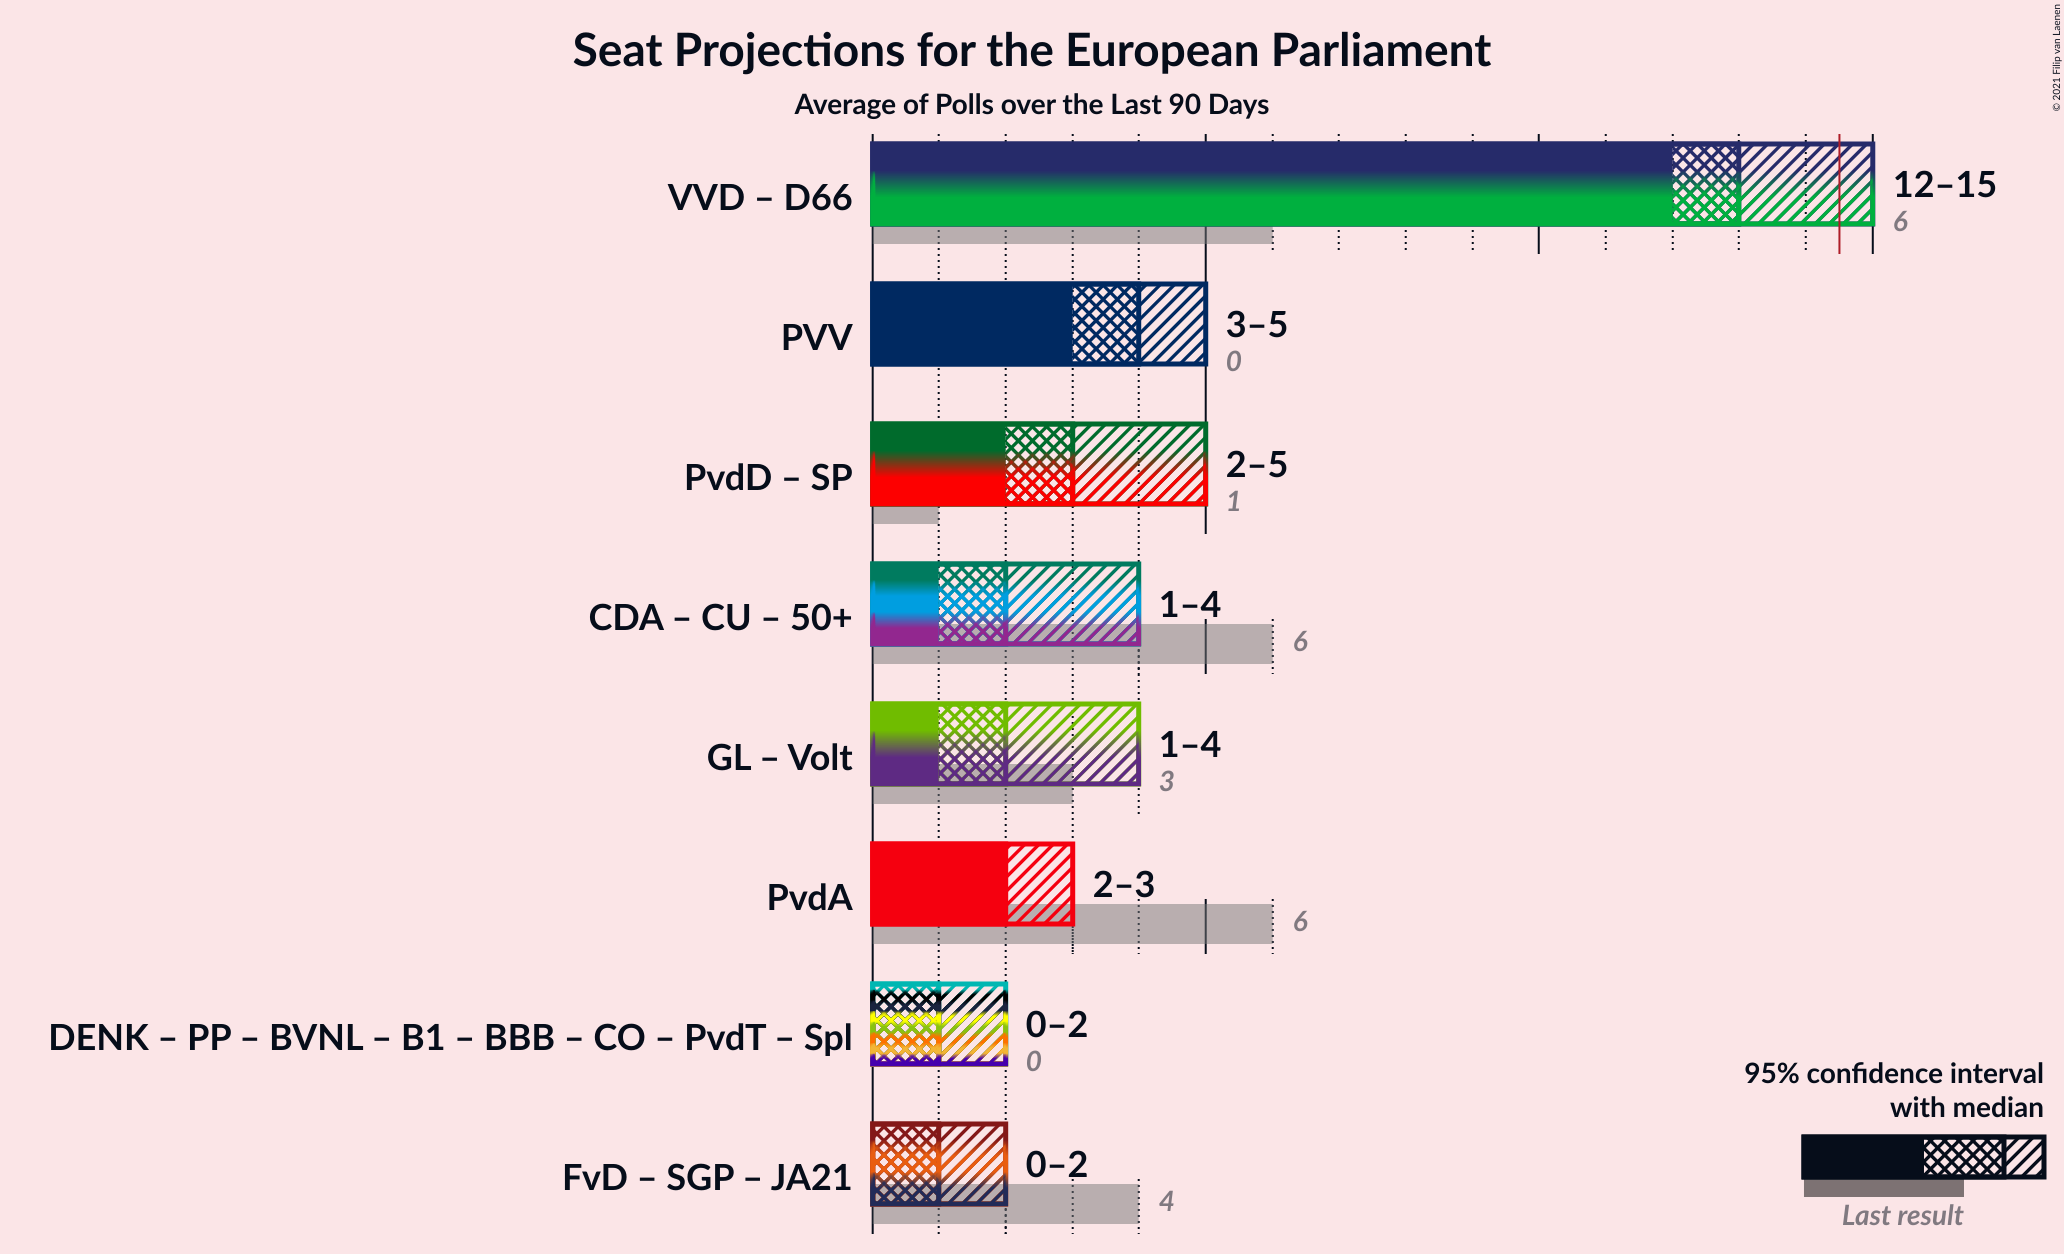 Seat Projections for the European Parliament
Average of Polls over the Last 90 Days
© 2021 Filip van Laenen
VVD – D66
12–15
6
PVV
3–5
0
PvdD – SP
2–5
1
CDA – CU – 50+
1–4
6
GL – Volt
1–4
3
PvdA
2–3
6
DENK – PP – BVNL – B1 – BBB – CO – PvdT – Spl
0–2
0
FvD – SGP – JA21
0–2
4
95% confidence interval
with median
Last result